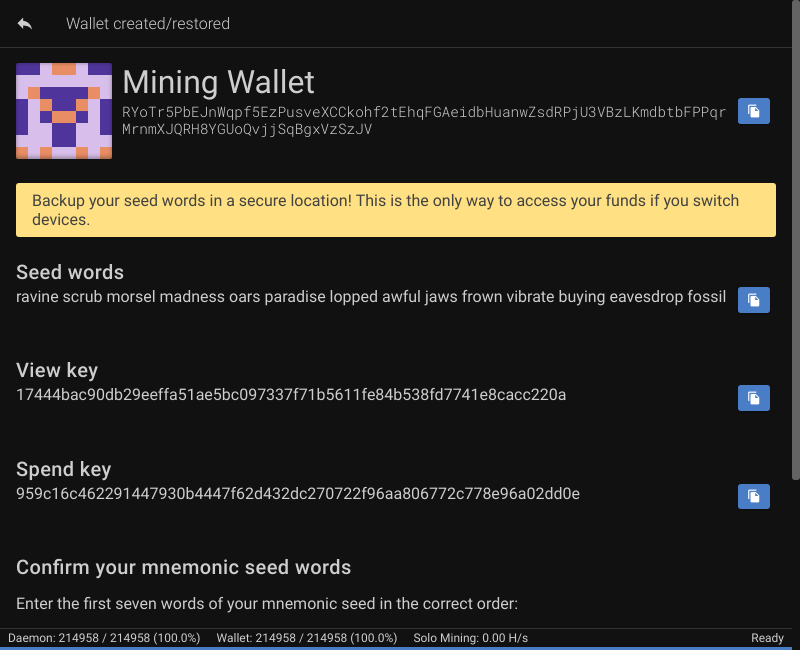 Wallet created/restored
Mining Wallet
RYoTr5PbEJnWqpf5EzPusveXCCkohf2tEhqFGAeidbHuanwZsdRPjU3VBzLKmdbtbFPPqr
MrnmXJQRH8YGUoQvjjSqBgxVzSzJV
Backup your seed words in a secure location! This is the only way to access your funds if you switch
devices.
Seed words
ravine scrub morsel madness oars paradise lopped awful jaws frown vibrate buying eavesdrop fossil
View key
17444bac90db29eeffa51ae5bc097337f71b5611fe84b538fd7741e8cacc220a
Spend key
959c16c462291447930b4447f62d432dc270722f96aa806772c778e96a02dd0e
Confirm your mnemonic seed words
Enter the first seven words of your mnemonic seed in the correct order:
Daemon: 214958 / 214958 (100.0%) Wallet: 214958 / 214958 (100.0%) Solo Mining: 0.00 H/s Ready